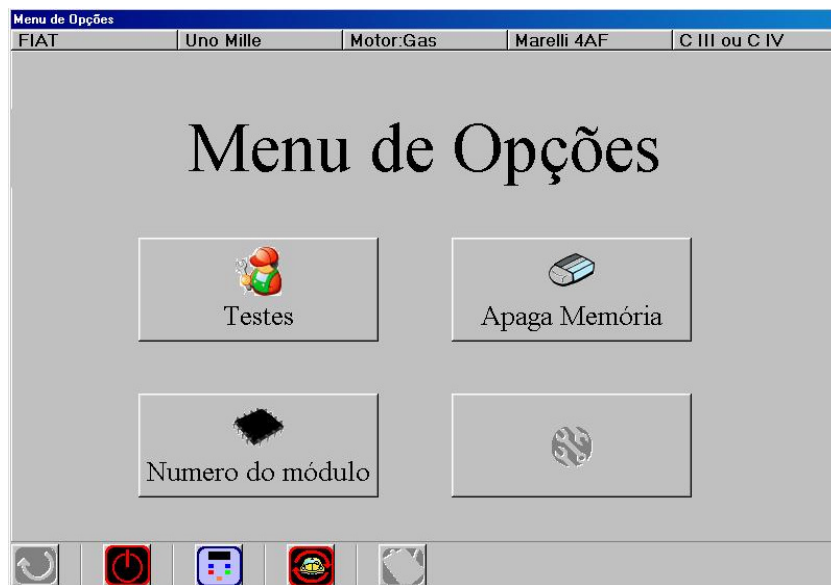 Menu de Opções
FIAT Uno Mille Motor:Gas Marelli 4AF C III ou C IV
Menu de Opções
Testes Apaga Memória
Numero do módulo